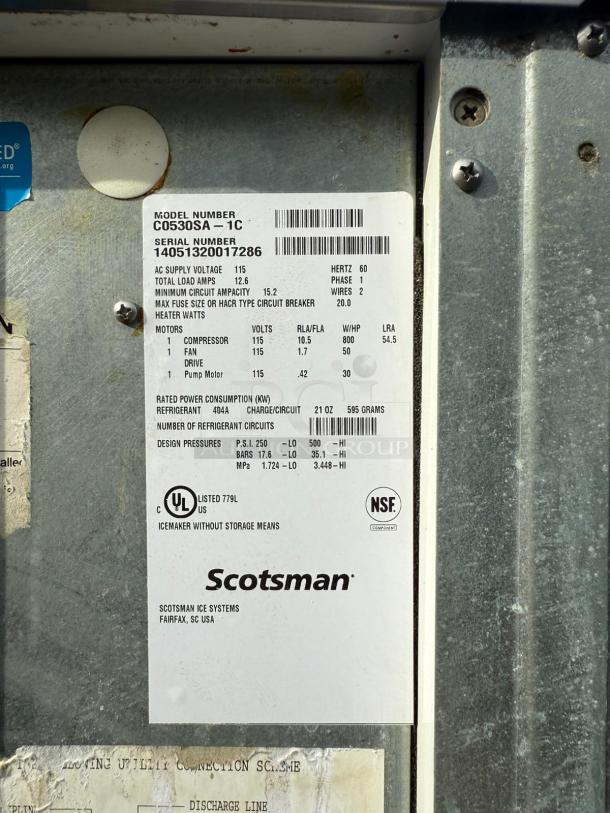 ED®
.org
MODEL NUMBER
C0530SA – 1C
SERIAL NUMBER
14051320017286
AC SUPPLY VOLTAGE 115 HERTZ 60
TOTAL LOAD AMPS 12.6 PHASE 1
MINIMUM CIRCUIT AMPACITY 15.2 WIRES 2
MAX FUSE SIZE OR HACR TYPE CIRCUIT BREAKER 20.0
HEATER WATTS
MOTORS VOLTS RLA/FLA W/HP LRA
1 COMPRESSOR 115 10.5 800 54.5
1 FAN 115 1.7 50
DRIVE
1 Pump Motor 115 .42 30
RATED POWER CONSUMPTION (KW)
REFRIGERANT 404A CHARGE/CIRCUIT 21 OZ 595 GRAMS
NUMBER OF REFRIGERANT CIRCUITS
DESIGN PRESSURES P.S.I. 250 –LO 500 –HI
BARS 17.6 –LO 35.1 –HI
MPa 1.724 –LO 3.448–HI
AUCTION GROUP
aller
C UL US LISTED 779L
NSF.
COMPONENT
ICEMAKER WITHOUT STORAGE MEANS
Scotsman
SCOTSMAN ICE SYSTEMS
FAIRFAX, SC USA
UTILITY CONNECTION SCHEME
DISCHARGE LINE